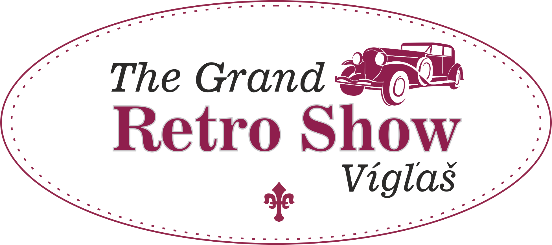 The Grand
Retro Show
Vígľaš